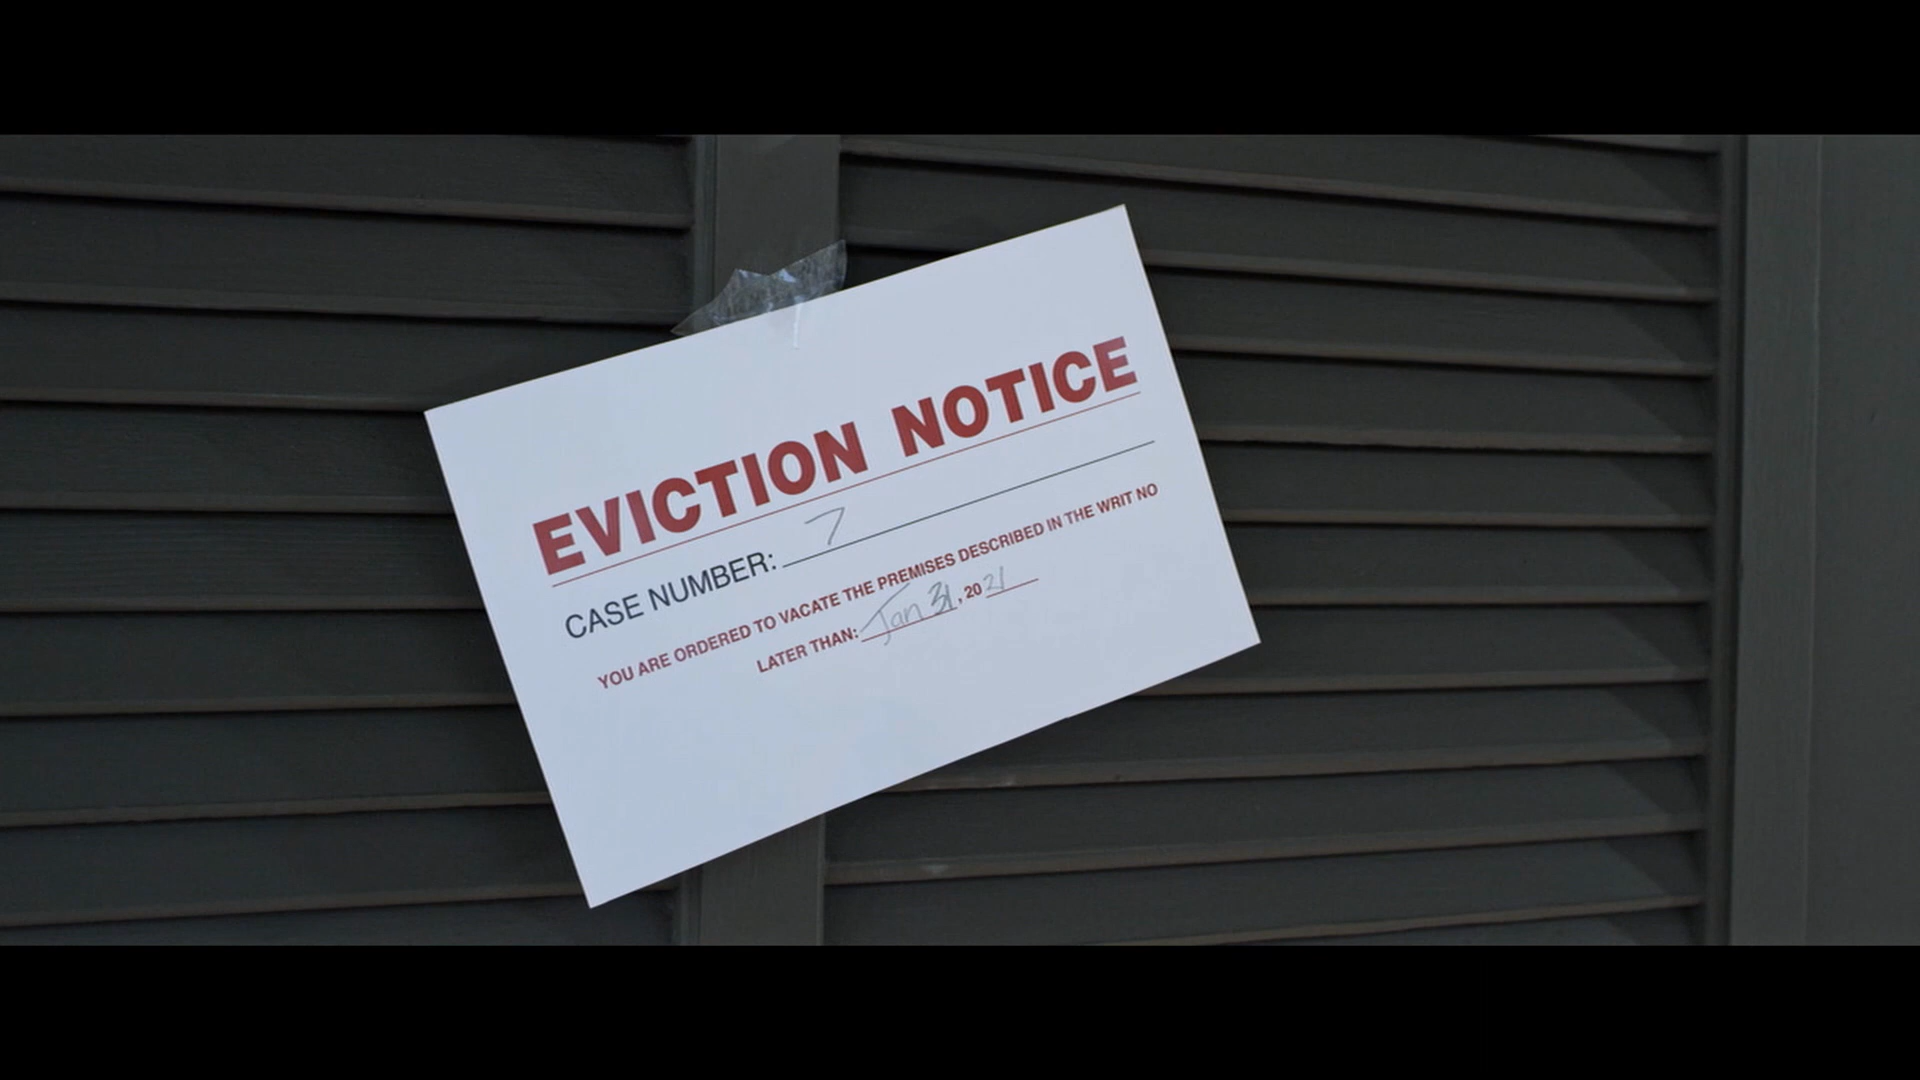 EVICTION NOTICE
CASE NUMBER: 7
YOU ARE ORDERED TO VACATE THE PREMISES DESCRIBED IN THE WRIT NO
LATER THAN: Jan 31, 2021